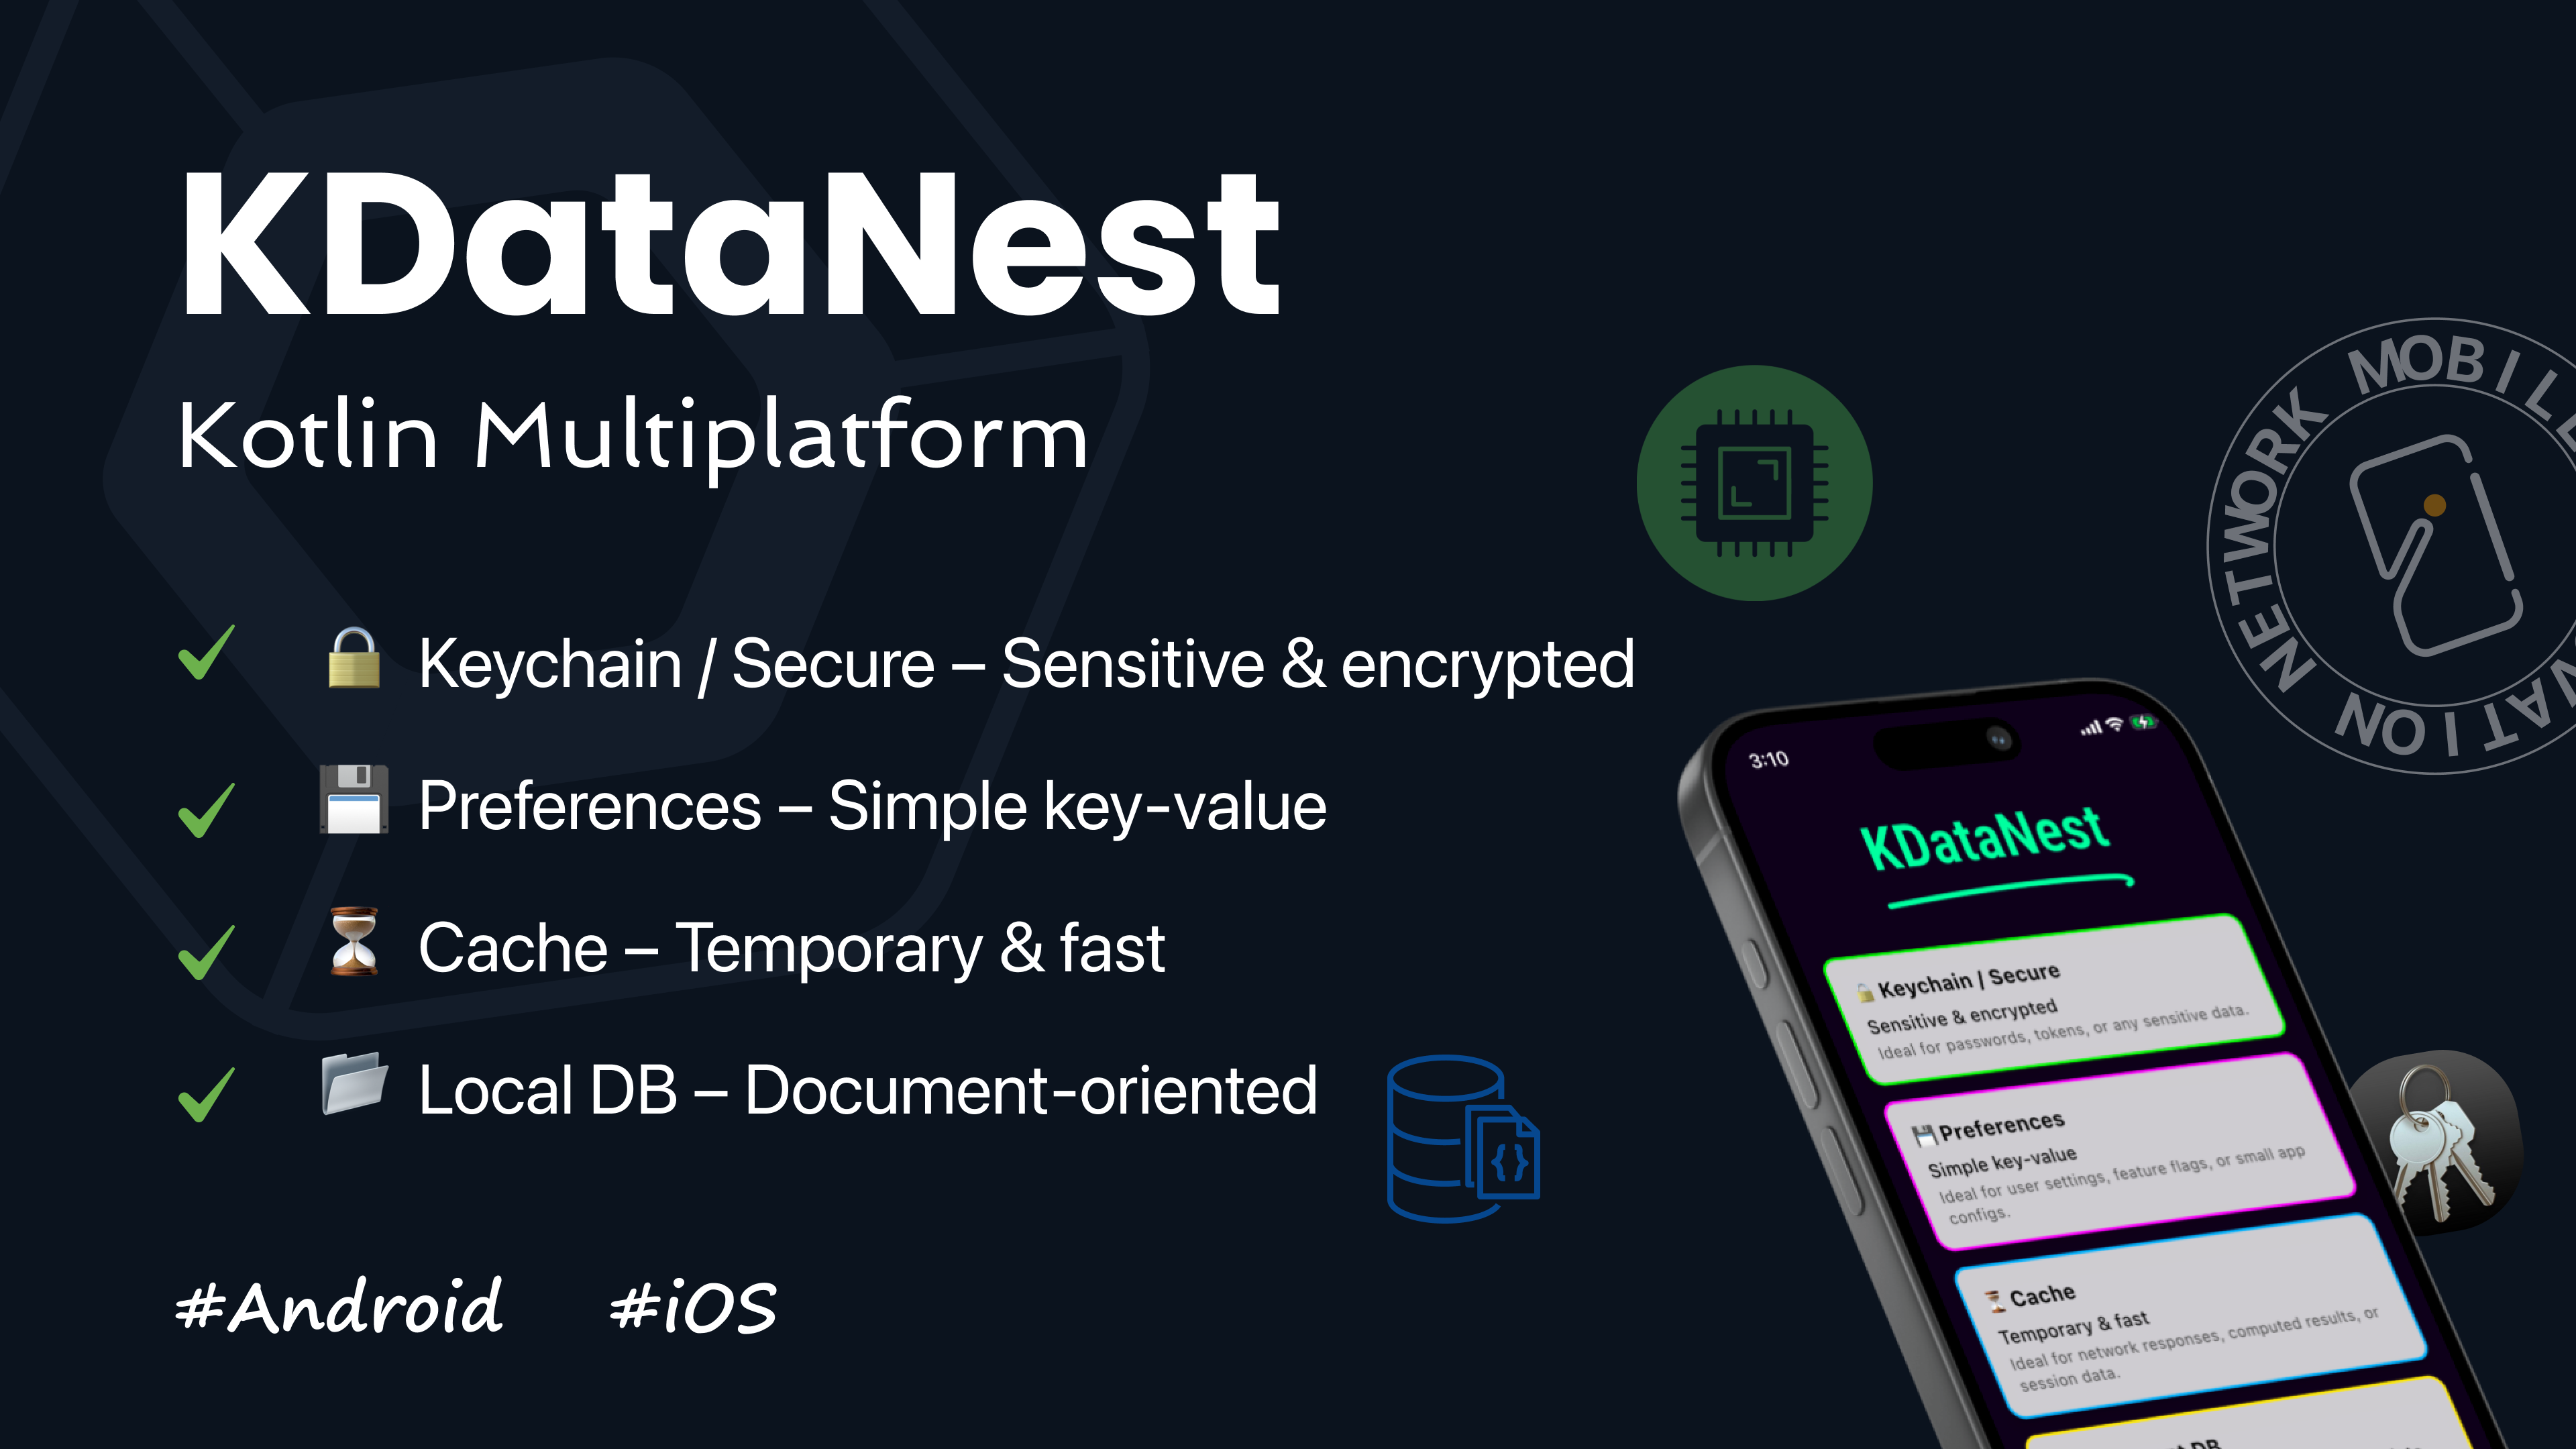 KDataNest
Kotlin Multiplatform
🔒 Keychain / Secure – Sensitive & encrypted
💾 Preferences – Simple key-value
⏳ Cache – Temporary & fast
📂 Local DB – Document-oriented
#Android #iOS
NETWORK MOBILE
NATION
3:10
KDataNest
🔒 Keychain | Secure
Sensitive & encrypted
Ideal for passwords, tokens, or any sensitive data.
💾 Preferences
Simple key-value
Ideal for user settings, feature flags, or small app
configs.
⏳ Cache
Temporary & fast
Ideal for network responses, computed results, or
session data.
DB